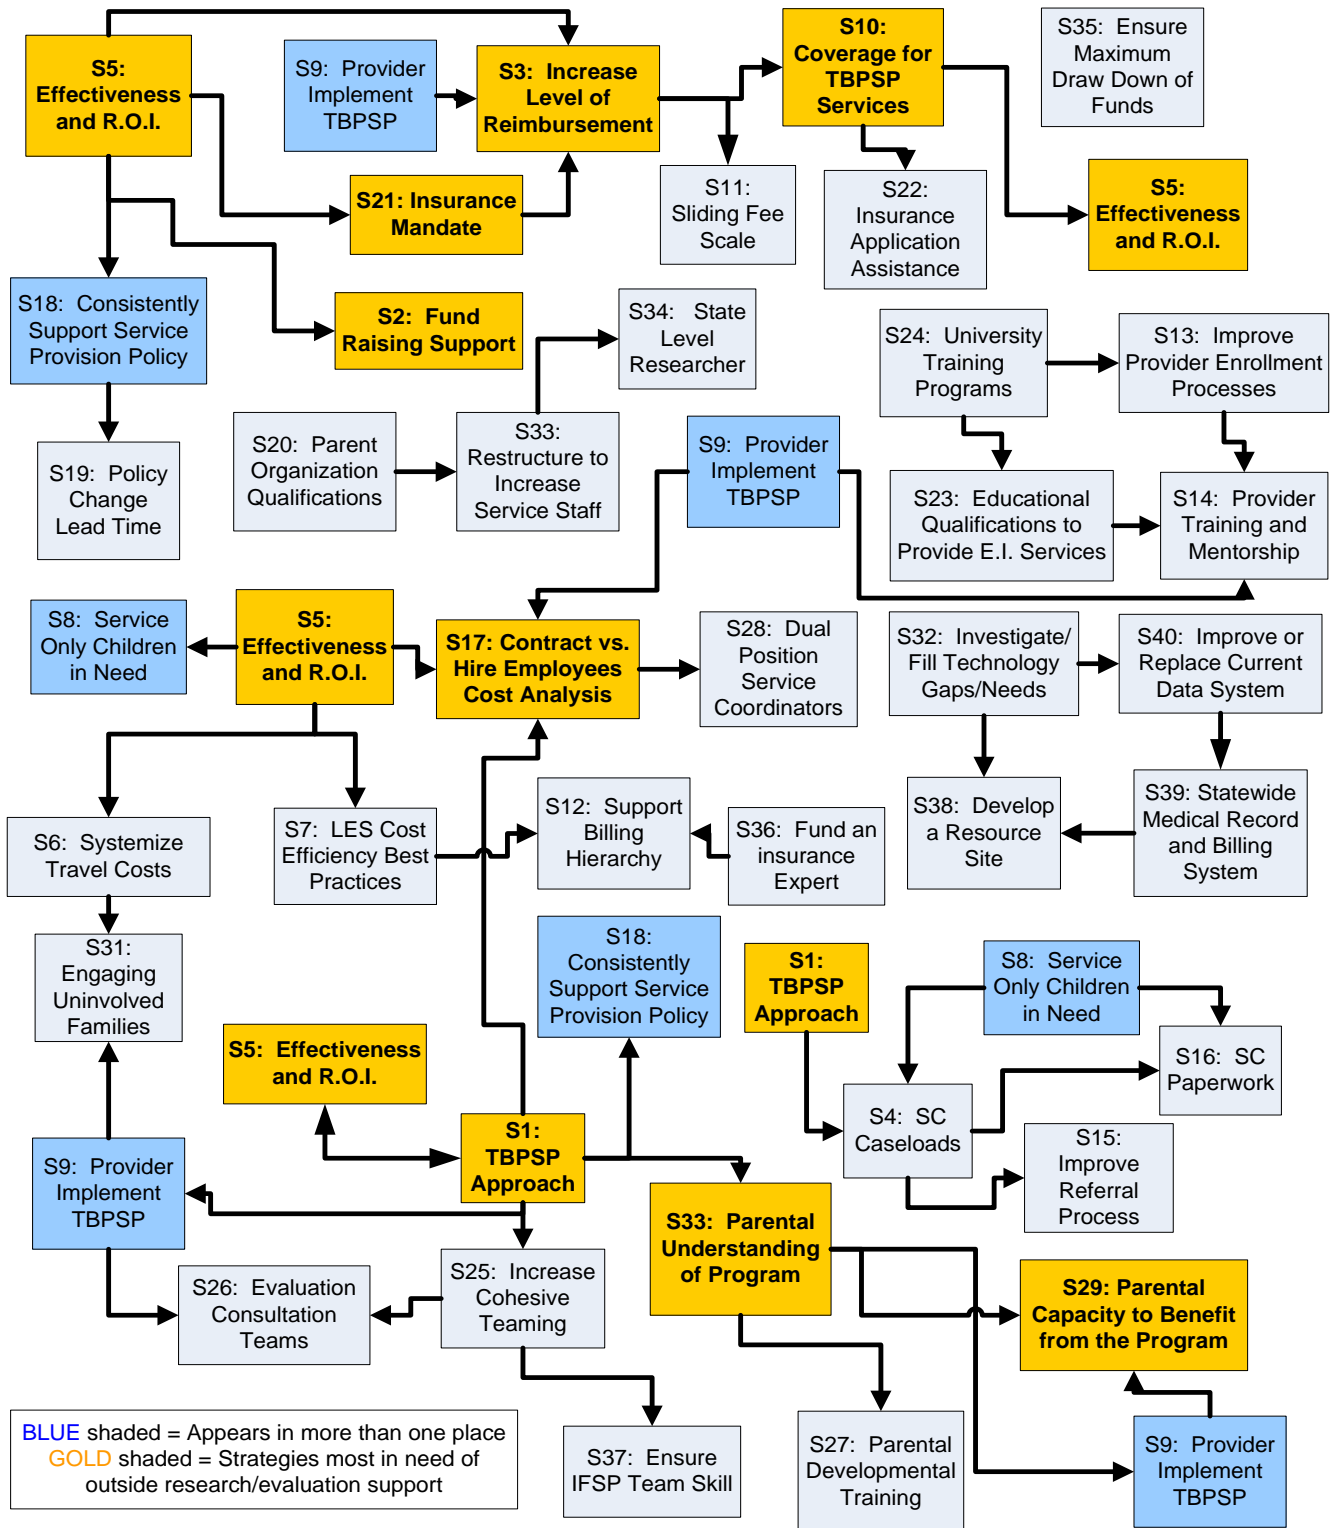 S5:
Effectiveness
and R.O.I.
S9:  Provider
Implement
TBPSP
S3:  Increase
Level of
Reimbursement
S10:
Coverage for
TBPSP
Services
S35:  Ensure
Maximum
Draw Down of
Funds
S21: Insurance
Mandate
S11:
Sliding Fee
Scale
S22:
Insurance
Application
Assistance
S5:
Effectiveness
and R.O.I.
S18:  Consistently
Support Service
Provision Policy
S2:  Fund
Raising Support
S34:  State
Level
Researcher
S24:  University
Training
Programs
S13:  Improve
Provider Enrollment
Processes
S19:  Policy
Change
Lead Time
S20:  Parent
Organization
Qualifications
S33:
Restructure to
Increase
Service Staff
S9:  Provider
Implement
TBPSP
S23:  Educational
Qualifications to
Provide E.I. Services
S14:  Provider
Training and
Mentorship
S8:  Service
Only Children
in Need
S5:
Effectiveness
and R.O.I.
S17: Contract vs.
Hire Employees
Cost Analysis
S28:  Dual
Position
Service
Coordinators
S32:  Investigate/
Fill Technology
Gaps/Needs
S40:  Improve or
Replace Current
Data System
S6:  Systemize
Travel Costs
S7:  LES Cost
Efficiency Best
Practices
S12:  Support
Billing
Hierarchy
S36:  Fund an
insurance
Expert
S38:  Develop
a Resource
Site
S39:  Statewide
Medical Record
and Billing
System
S31:
Engaging
Uninvolved
Families
S18:
Consistently
Support Service
Provision Policy
S1:
TBPSP
Approach
S8:  Service
Only Children
in Need
S5:  Effectiveness
and R.O.I.
S16:  SC
Paperwork
S4:  SC
Caseloads
S9:  Provider
Implement
TBPSP
S1:
TBPSP
Approach
S15:
Improve
Referral
Process
S33:  Parental
Understanding
of Program
S26:  Evaluation
Consultation
Teams
S25:  Increase
Cohesive
Teaming
S29:  Parental
Capacity to Benefit
from the Program
BLUE shaded = Appears in more than one place
GOLD shaded = Strategies most in need of
outside research/evaluation support
S37:  Ensure
IFSP Team Skill
S27:  Parental
Developmental
Training
S9:  Provider
Implement
TBPSP